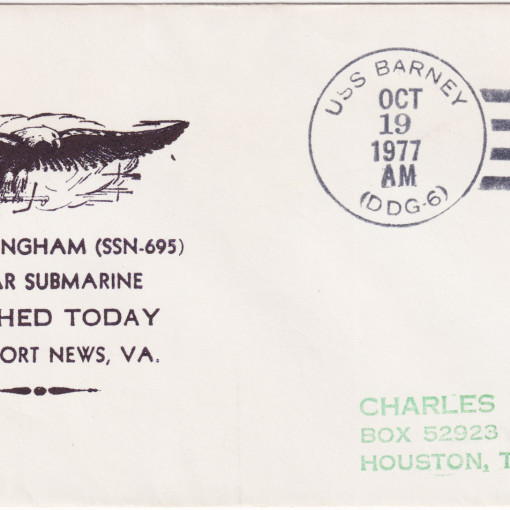 USS BARNEY
OCT
19
1977
AM
(DDG-6)
NGHAM (SSN-695)
AR SUBMARINE
HED TODAY
ORT NEWS, VA.
CHARLES
BOX 52923
HOUSTON, T